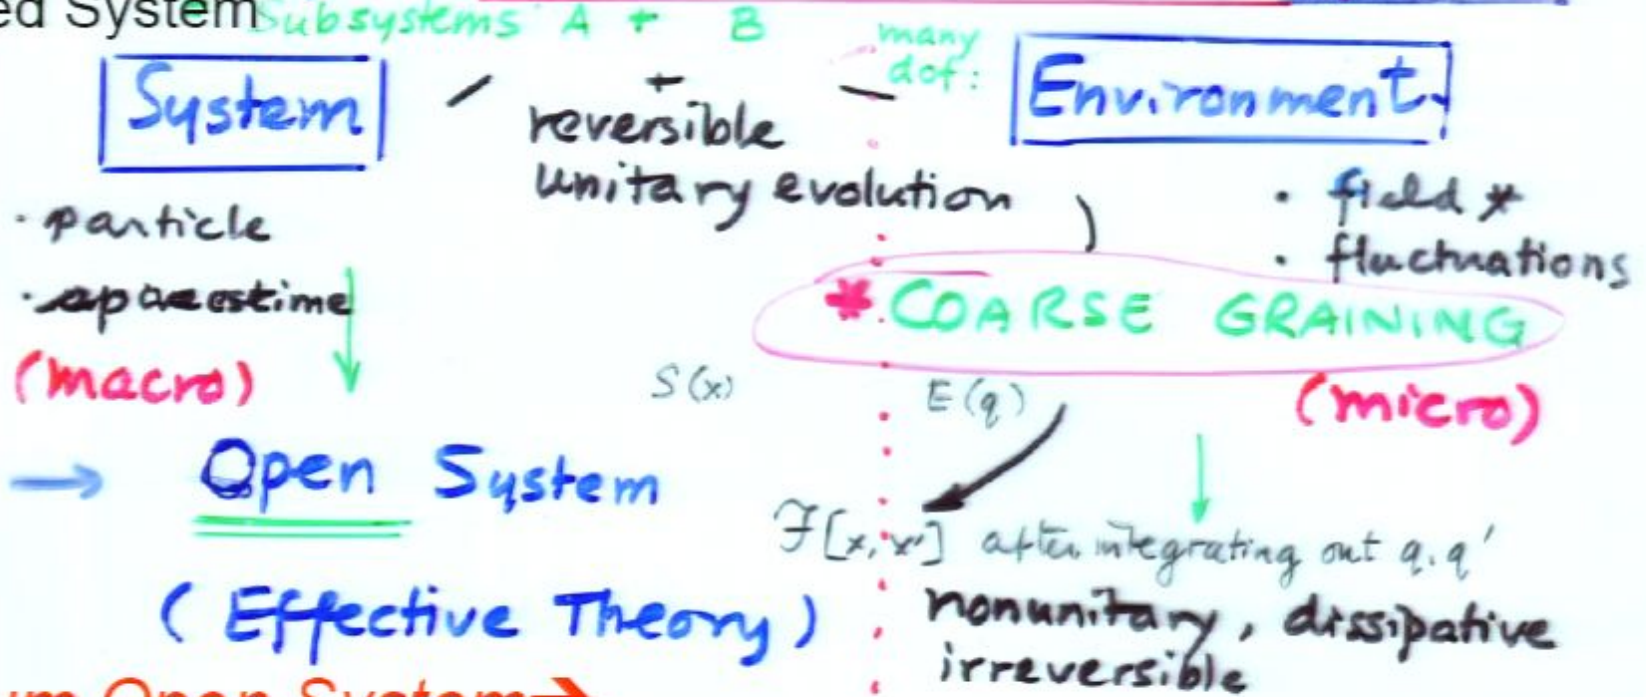 ed System
Subsystems A + B
many
dof:
System
+
Environment
reversible
unitary evolution
· particle
· spacetime
(macro)
· field *
· fluctuations
* COARSE GRAINING
S(x)
E(q)
(micro)
→ Open System
F[x, x'] after integrating out q, q'
(Effective Theory)
nonunitary, dissipative
irreversible
um Open System→